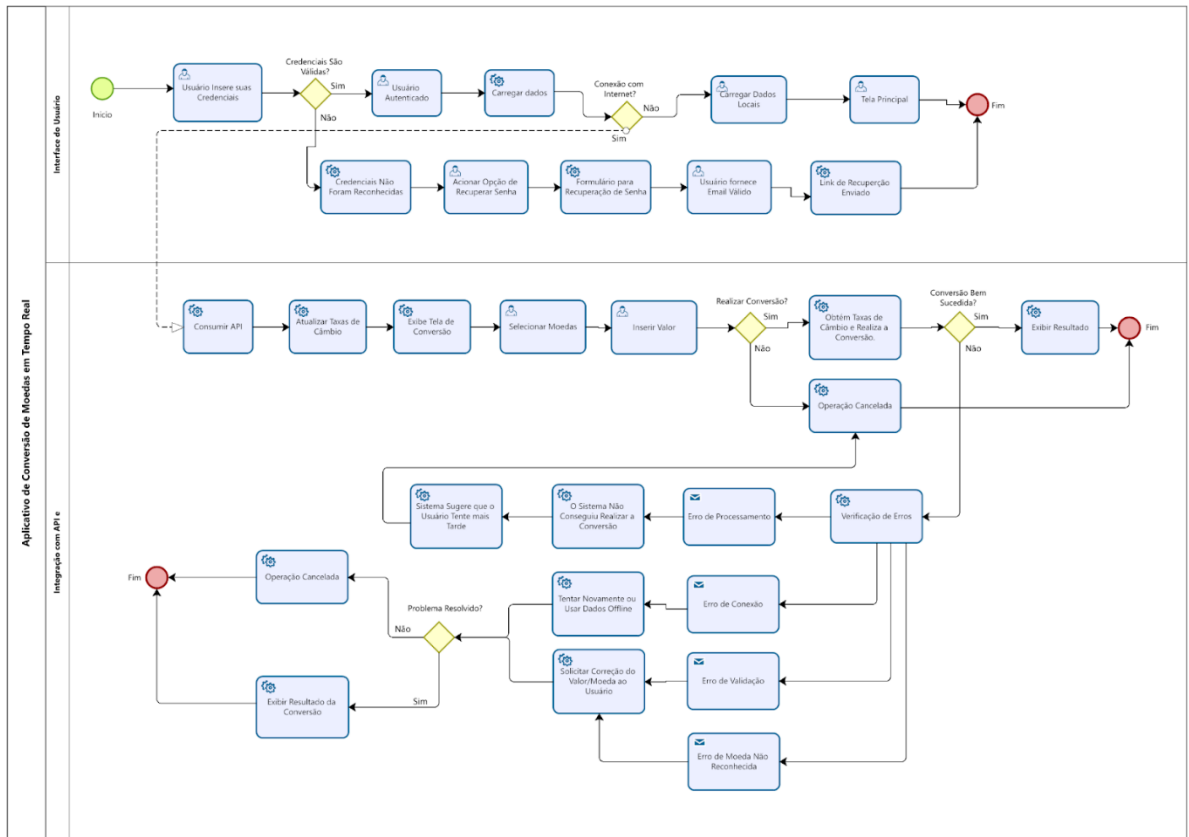 Aplicativo de Conversão de Moedas em Tempo Real
Interface do Usuário
Inicio
Usuário Insere suas
Credenciais
Credenciais São
Válidas?
Sim
Não
Usuário
Autenticado
Carregar dados
Conexão com
Internet?
Não
Sim
Carregar Dados
Locais
Tela Principal
Fim
Credenciais Não
Foram Reconhecidas
Acionar Opção de
Recuperar Senha
Formulário para
Recuperação de Senha
Usuário fornece
Email Válido
Link de Recuperção
Enviado
Integração com API e
Consumir API
Atualizar Taxas de
Câmbio
Exibe Tela de
Conversão
Selecionar Moedas
Inserir Valor
Realizar Conversão?
Sim
Não
Obtém Taxas de
Câmbio e Realiza a
Conversão.
Conversão Bem
Sucedida?
Sim
Não
Exibir Resultado
Fim
Operação Cancelada
Sistema Sugere que o
Usuário Tente mais
Tarde
O Sistema Não
Conseguiu Realizar a
Conversão
Erro de Processamento
Verificação de Erros
Fim
Operação Cancelada
Problema Resolvido?
Não
Sim
Tentar Novamente ou
Usar Dados Offline
Erro de Conexão
Exibir Resultado da
Conversão
Solicitar Correção do
Valor/Moeda ao
Usuário
Erro de Validação
Erro de Moeda Não
Reconhecida